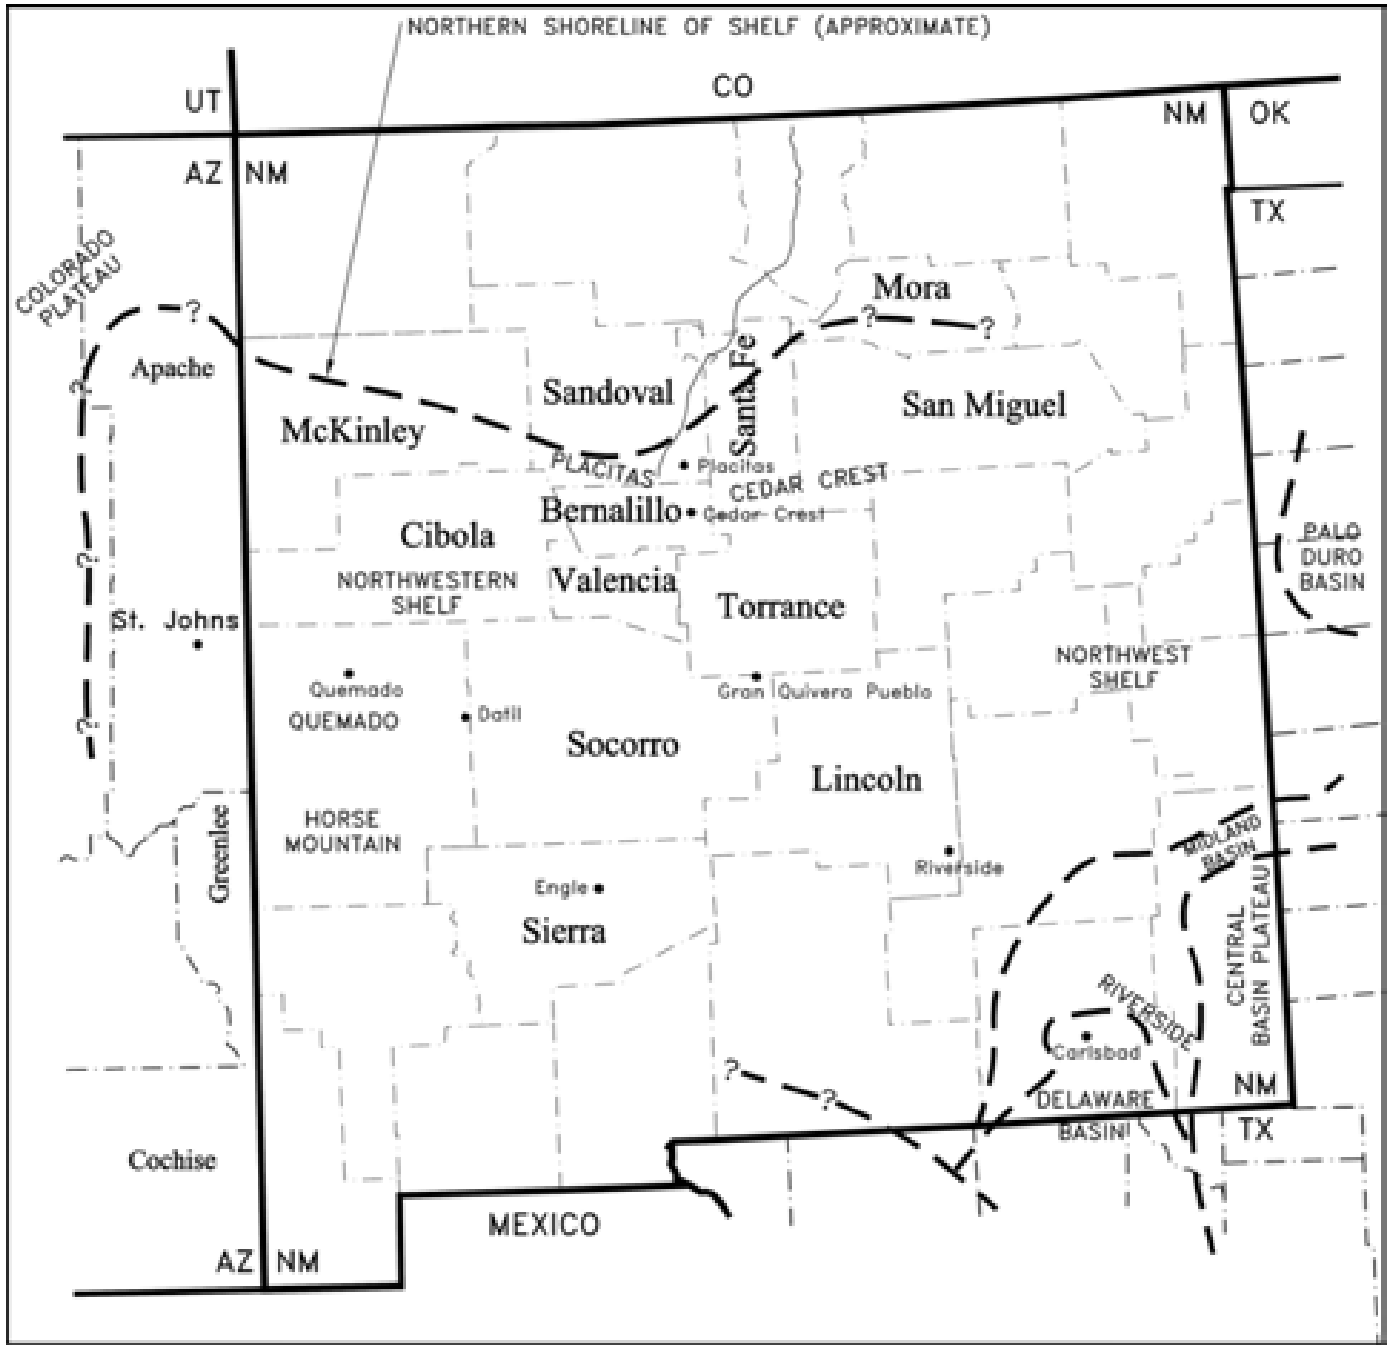 NORTHERN SHORELINE OF SHELF (APPROXIMATE)
CO
UT
NM
OK
AZ
NM
TX
COLORADO
PLATEAU
?
Mora
?
?
Apache
?
Sandoval
Santa Fe
San Miguel
McKinley
PLACITAS
Placitas
CEDAR CREST
Bernalillo
Cedar Crest
Cibola
PALO
DURO
BASIN
?
NORTHWESTERN
SHELF
Valencia
Torrance
St. Johns
NORTHWEST
SHELF
Quemado
Gran Quivera Pueblo
QUEMADO
Datil
?
Socorro
Lincoln
HORSE
MOUNTAIN
Greenlee
MIDLAND
BASIN
Riverside
Engle
Sierra
CENTRAL
BASIN PLATEAU
RIVERSIDE
Carlsbad
?
?
DELAWARE
BASIN
NM
TX
Cochise
MEXICO
AZ
NM